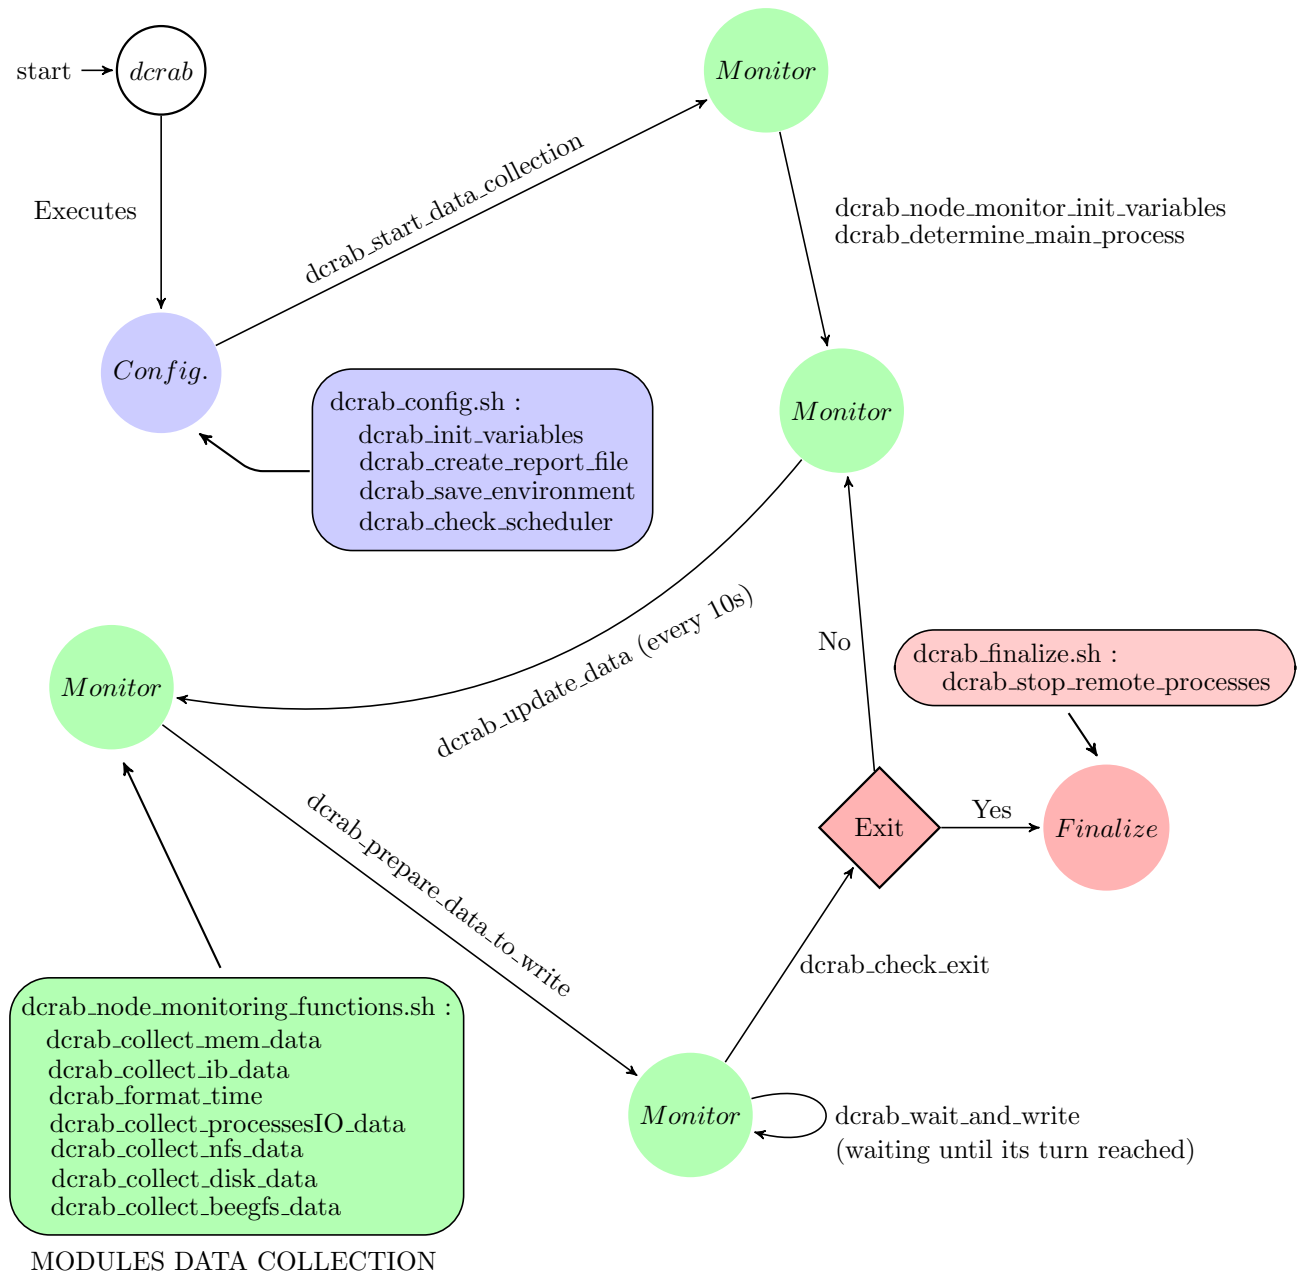 start
dcrab
Monitor
Executes
dcrab_start_data_collection
dcrab_node_monitor_init_variables
dcrab_determine_main_process
Config.
dcrab_config.sh :
dcrab_init_variables
dcrab_create_report_file
dcrab_save_environment
dcrab_check_scheduler
Monitor
dcrab_update_data (every 10s)
No
dcrab_finalize.sh :
dcrab_stop_remote_processes
Monitor
dcrab_prepare_data_to_write
Exit
Yes
Finalize
dcrab_check_exit
dcrab_node_monitoring_functions.sh :
dcrab_collect_mem_data
dcrab_collect_ib_data
dcrab_format_time
dcrab_collect_processesIO_data
dcrab_collect_nfs_data
dcrab_collect_disk_data
dcrab_collect_beegfs_data
MODULES DATA COLLECTION
Monitor
dcrab_wait_and_write
(waiting until its turn reached)